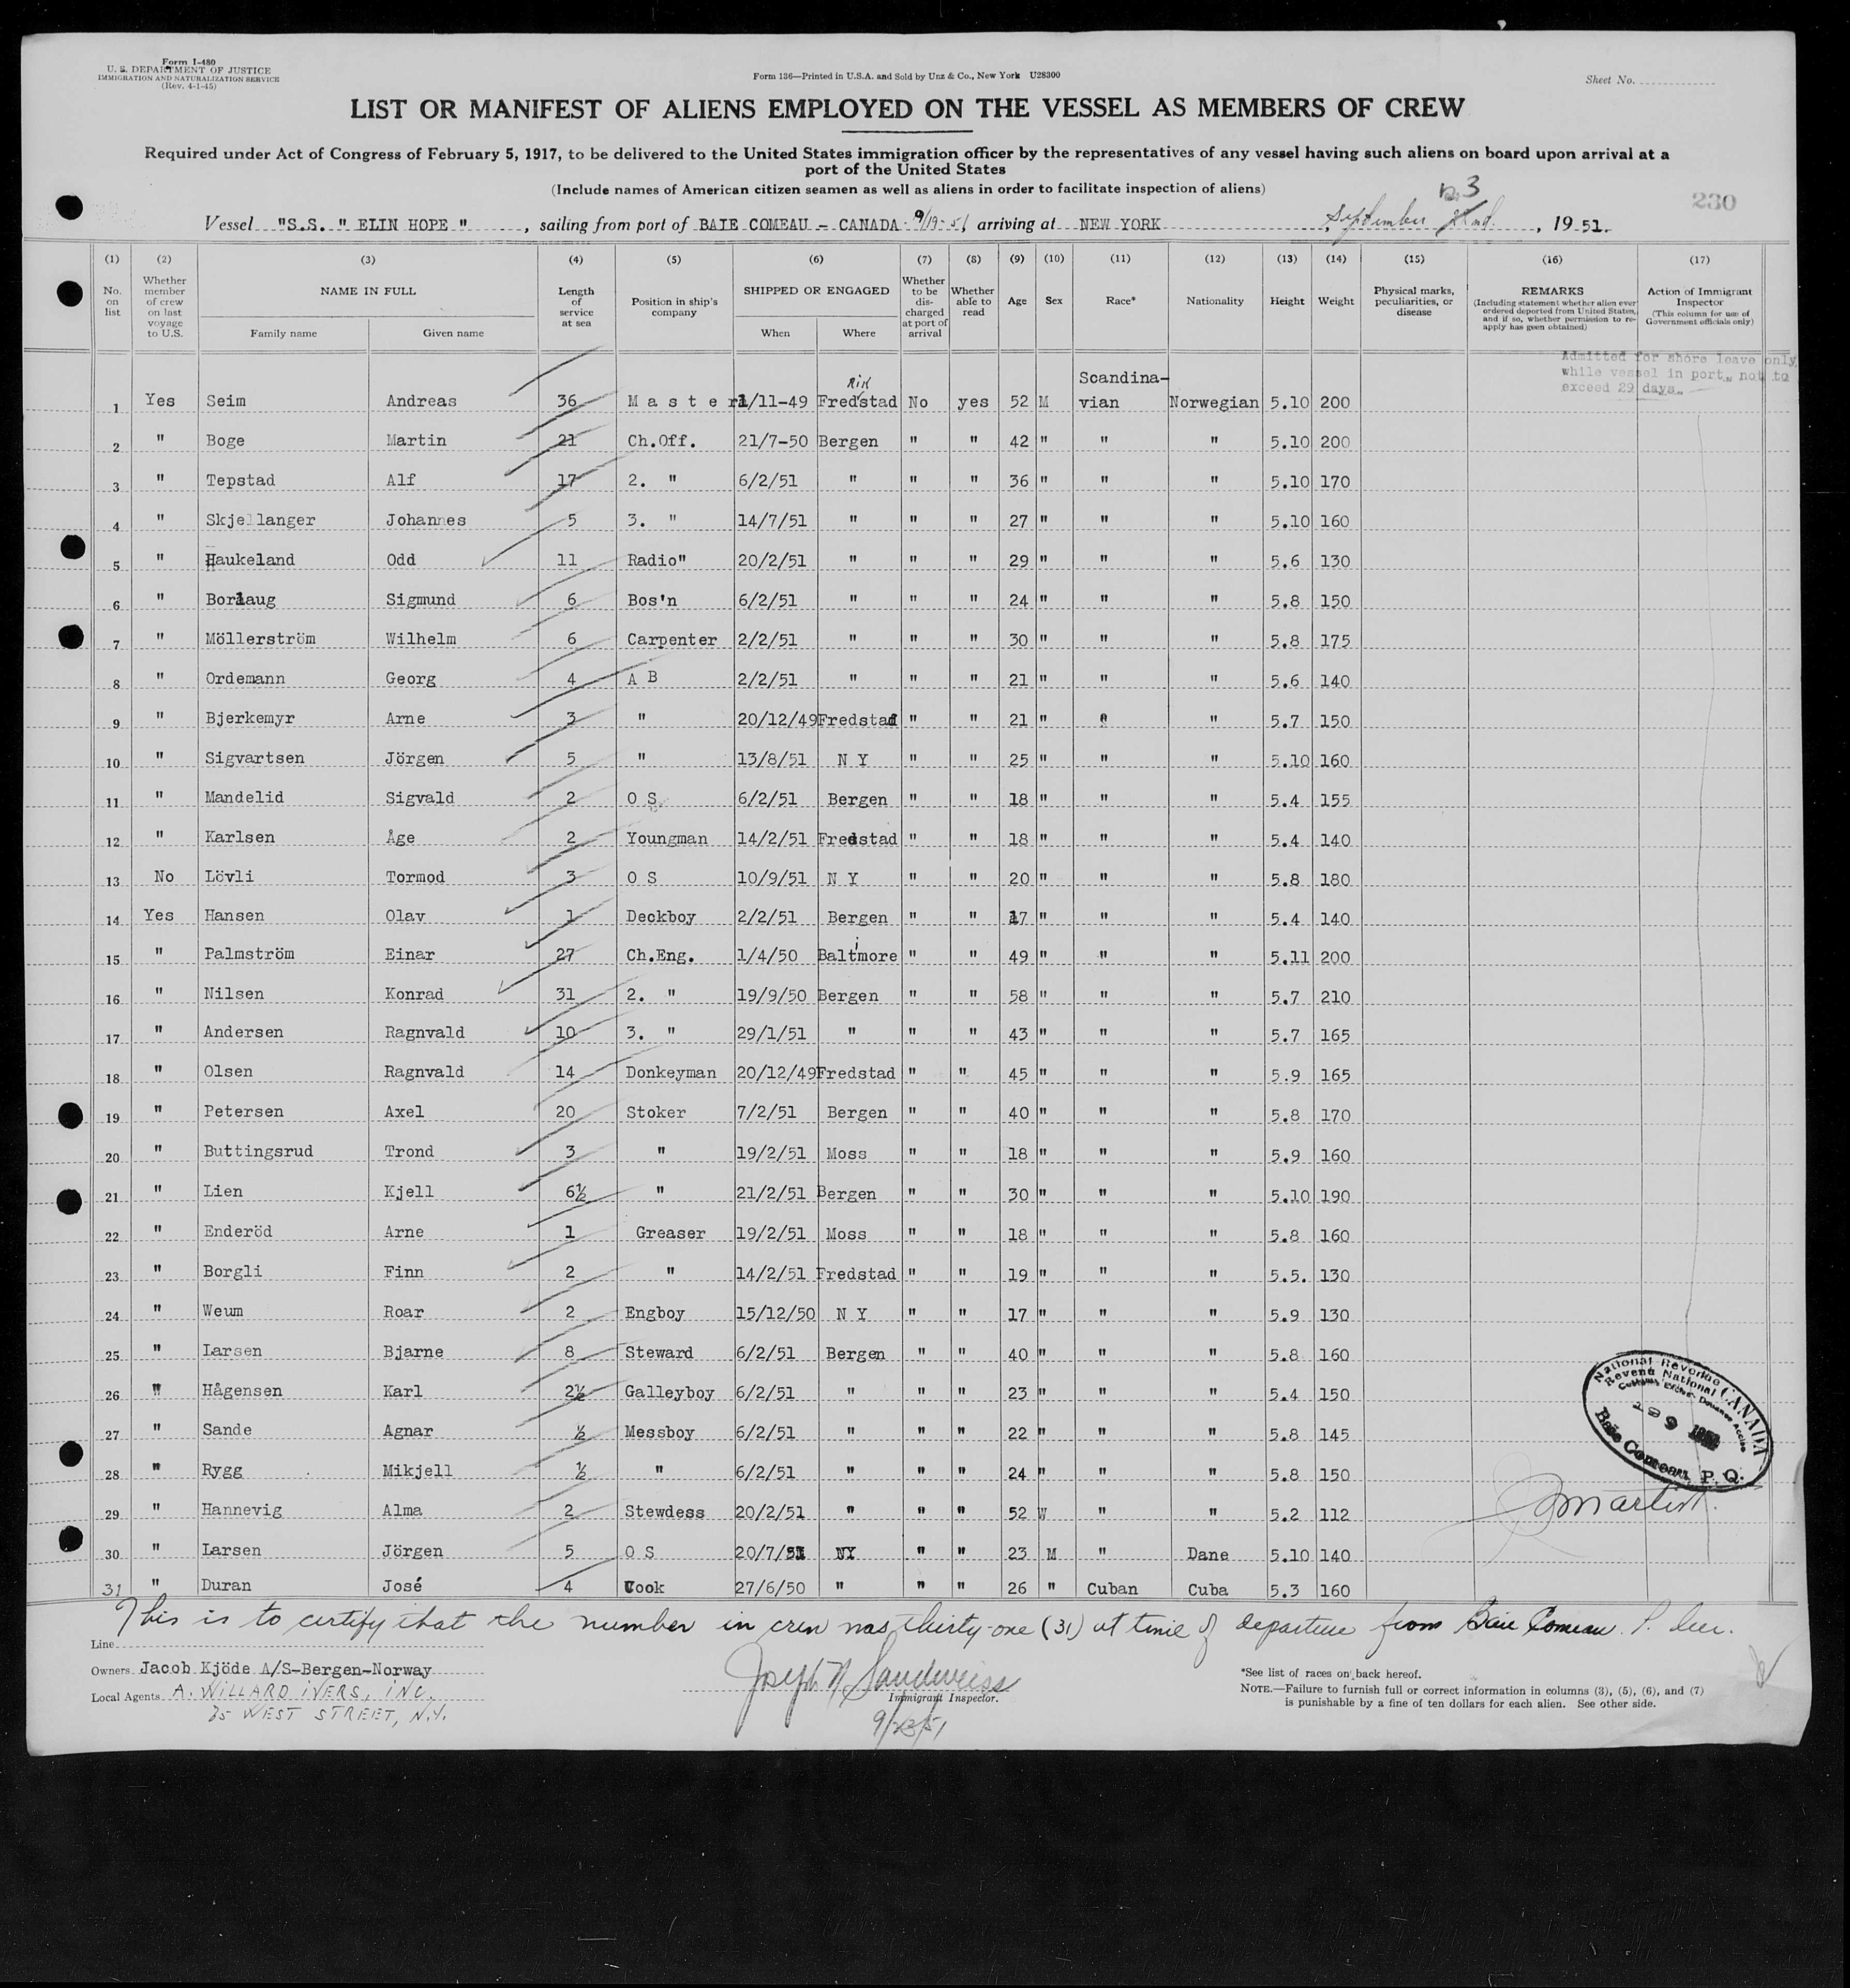 Form I-480
U. S. DEPARTMENT OF JUSTICE
IMMIGRATION AND NATURALIZATION SERVICE
(Rev. 4-1-45)
Form 136—Printed in U.S.A. and Sold by Unz & Co., New York U28300
Sheet No.
LIST OR MANIFEST OF ALIENS EMPLOYED ON THE VESSEL AS MEMBERS OF CREW
Required under Act of Congress of February 5, 1917, to be delivered to the United States immigration officer by the representatives of any vessel having such aliens on board upon arrival at a
port of the United States
(Include names of American citizen seamen as well as aliens in order to facilitate inspection of aliens)
230
Vessel "S.S. " ELIN HOPE " , sailing from port of BAIE COMEAU - CANADA 9/19-51, arriving at NEW YORK , September 23 22nd. , 19 51.
(1) (2) (3) (4) (5) (6) (7) (8) (9) (10) (11) (12) (13) (14) (15) (16) (17)
No. on list
Whether member of crew on last voyage to U.S.
NAME IN FULL
Family name Given name
Length of service at sea
Position in ship's company
SHIPPED OR ENGAGED
When Where
Whether to be discharged at port of arrival
Whether able to read
Age Sex Race* Nationality Height Weight
Physical marks, peculiarities, or disease
REMARKS
(Including statement whether alien ever ordered deported from United States, and if so, whether permission to reapply has been obtained)
Action of Immigrant Inspector
(This column for use of Government officials only)
Admitted for shore leave only,
while vessel in port, not to
exceed 29 days.
1 Yes Seim Andreas 36 Master 1/11-49 Fredstad No yes 52 M Scandinavian Norwegian 5.10 200
2 " Boge Martin 21 Ch.Off. 21/7-50 Bergen " " 42 " " " 5.10 200
3 " Tepstad Alf 17 2. " 6/2/51 " " " 36 " " " 5.10 170
4 " Skjellanger Johannes 5 3. " 14/7/51 " " " 27 " " " 5.10 160
5 " Haukeland Odd 11 Radio" 20/2/51 " " " 29 " " " 5.6 130
6 " Borlaug Sigmund 6 Bos'n 6/2/51 " " " 24 " " " 5.8 150
7 " Möllerström Wilhelm 6 Carpenter 2/2/51 " " " 30 " " " 5.8 175
8 " Ordemann Georg 4 A B 2/2/51 " " " 21 " " " 5.6 140
9 " Bjerkemyr Arne 3 " 20/12/49 Fredstad " " 21 " " " 5.7 150
10 " Sigvartsen Jörgen 5 " 13/8/51 N Y " " 25 " " " 5.10 160
11 " Mandelid Sigvald 2 O S 6/2/51 Bergen " " 18 " " " 5.4 155
12 " Karlsen Åge 2 Youngman 14/2/51 Fredstad " " 18 " " " 5.4 140
13 No Lövli Tormod 3 O S 10/9/51 N Y " " 20 " " " 5.8 180
14 Yes Hansen Olav 1 Deckboy 2/2/51 Bergen " " 17 " " " 5.4 140
15 " Palmström Einar 27 Ch.Eng. 1/4/50 Baltimore " " 49 " " " 5.11 200
16 " Nilsen Konrad 31 2. " 19/9/50 Bergen " " 58 " " " 5.7 210
17 " Andersen Ragnvald 10 3. " 29/1/51 " " " 43 " " " 5.7 165
18 " Olsen Ragnvald 14 Donkeyman 20/12/49 Fredstad " " 45 " " " 5.9 165
19 " Petersen Axel 20 Stoker 7/2/51 Bergen " " 40 " " " 5.8 170
20 " Buttingsrud Trond 3 " 19/2/51 Moss " " 18 " " " 5.9 160
21 " Lien Kjell 6½ " 21/2/51 Bergen " " 30 " " " 5.10 190
22 " Enderöd Arne 1 Greaser 19/2/51 Moss " " 18 " " " 5.8 160
23 " Borgli Finn 2 " 14/2/51 Fredstad " " 19 " " " 5.5. 130
24 " Weum Roar 2 Engboy 15/12/50 N Y " " 17 " " " 5.9 130
25 " Larsen Bjarne 8 Steward 6/2/51 Bergen " " 40 " " " 5.8 160
26 " Hågensen Karl 2½ Galleyboy 6/2/51 " " " 23 " " " 5.4 150
27 " Sande Agnar ½ Messboy 6/2/51 " " " 22 " " " 5.8 145
28 " Rygg Mikjell ½ " 6/2/51 " " " 24 " " " 5.8 150
29 " Hannevig Alma 2 Stewdess 20/2/51 " " " 52 W " " 5.2 112
30 " Larsen Jörgen 5 O S 20/7/51 NY " " 23 M " Dane 5.10 140
31 " Duran José 4 Cook 27/6/50 " " " 26 " Cuban Cuba 5.3 160
National Revenue CANADA
Revenu National
Baie Comeau, P. Q.
This is to certify that the number in crew was thirty-one (31) at time of departure from Baie Comeau P. Que.
Line
Owners Jacob Kjöde A/S-Bergen-Norway
Local Agents A. WILLARD IVERS, INC.
35 WEST STREET, N.Y.
Immigrant Inspector.
9/23/51
*See list of races on back hereof.
NOTE.—Failure to furnish full or correct information in columns (3), (5), (6), and (7)
is punishable by a fine of ten dollars for each alien. See other side.